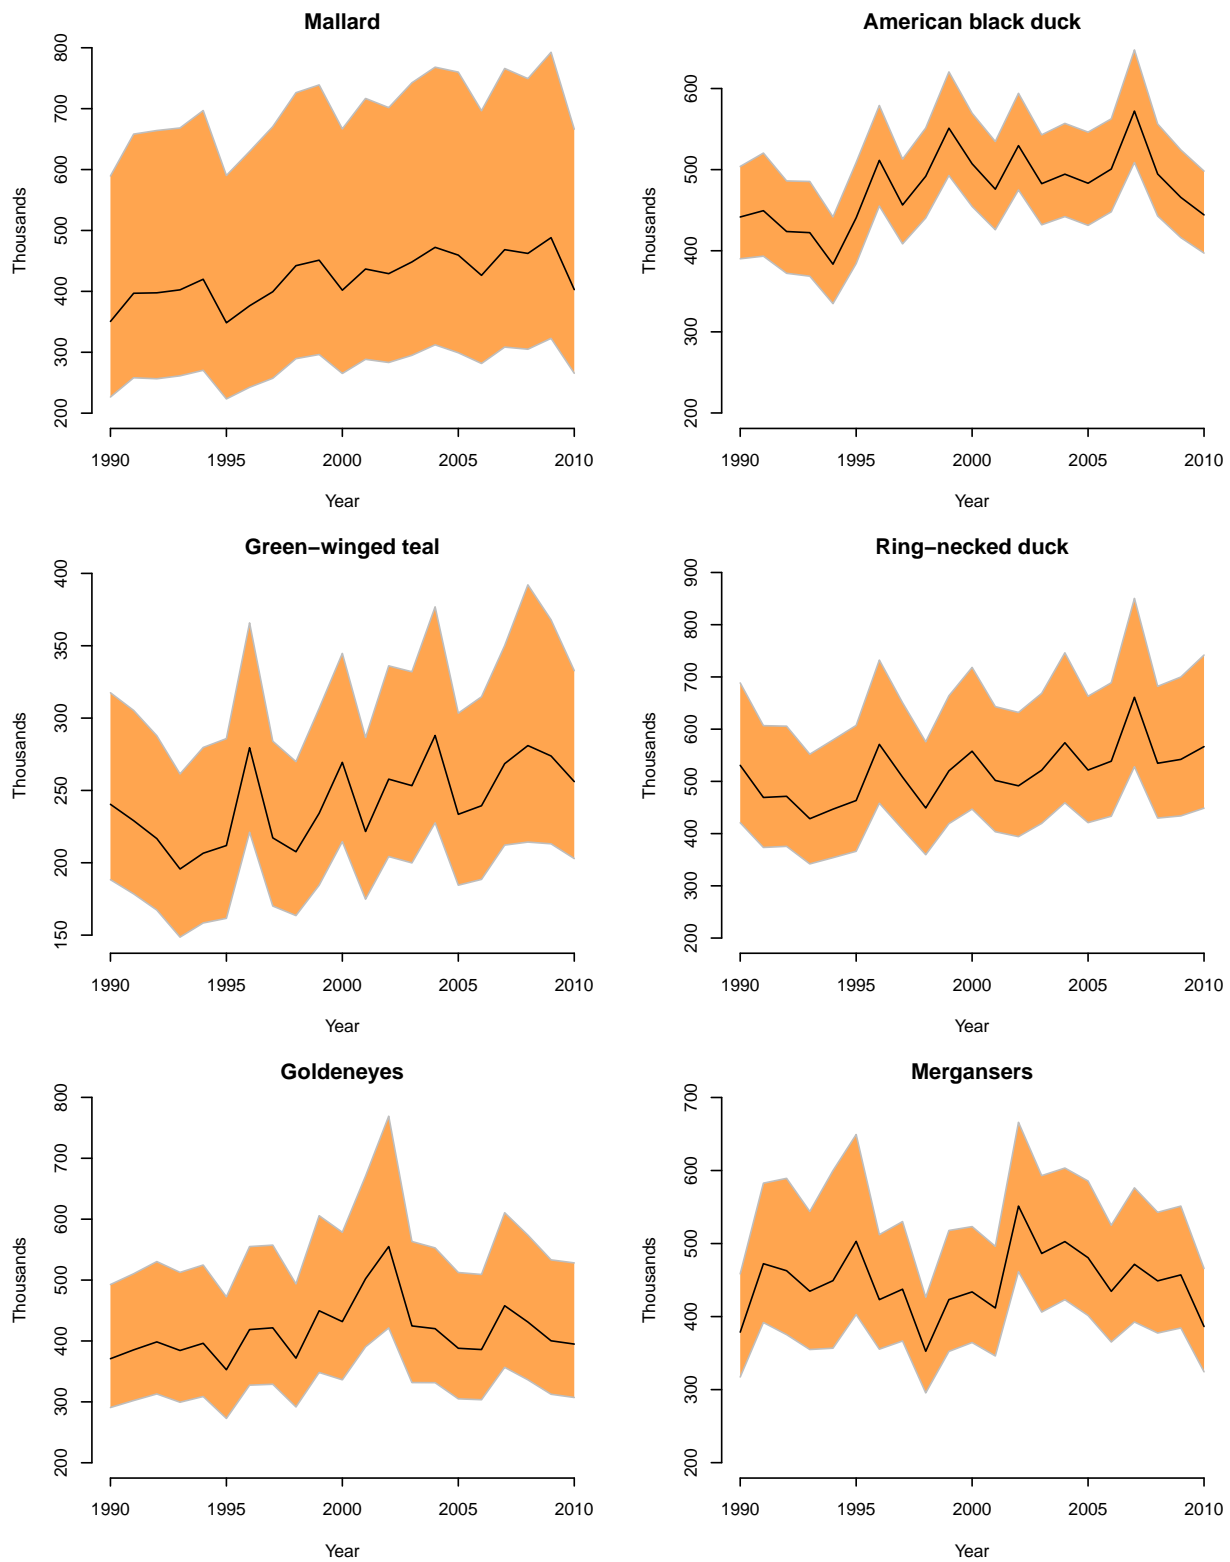 Mallard
Thousands
200 300 400 500 600 700 800
1990 1995 2000 2005 2010
Year
American black duck
Thousands
200 400 500 600
1990 1995 2000 2005 2010
Year
Green−winged teal
Thousands
150 200 250 300 350 400
1990 1995 2000 2005 2010
Year
Ring−necked duck
Thousands
200 300 400 500 600 700 800 900
1990 1995 2000 2005 2010
Year
Goldeneyes
Thousands
200 300 400 500 600 700 800
1990 1995 2000 2005 2010
Year
Mergansers
Thousands
200 300 400 500 600 700
1990 1995 2000 2005 2010
Year